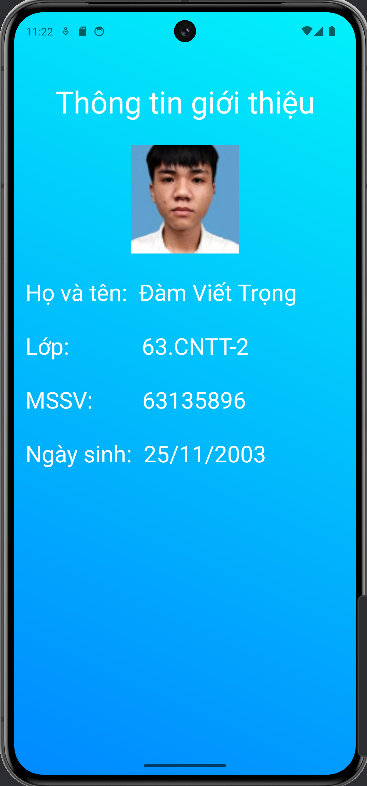 11:22
Thông tin giới thiệu
Họ và tên: Đàm Viết Trọng
Lớp: 63.CNTT-2
MSSV: 63135896
Ngày sinh: 25/11/2003